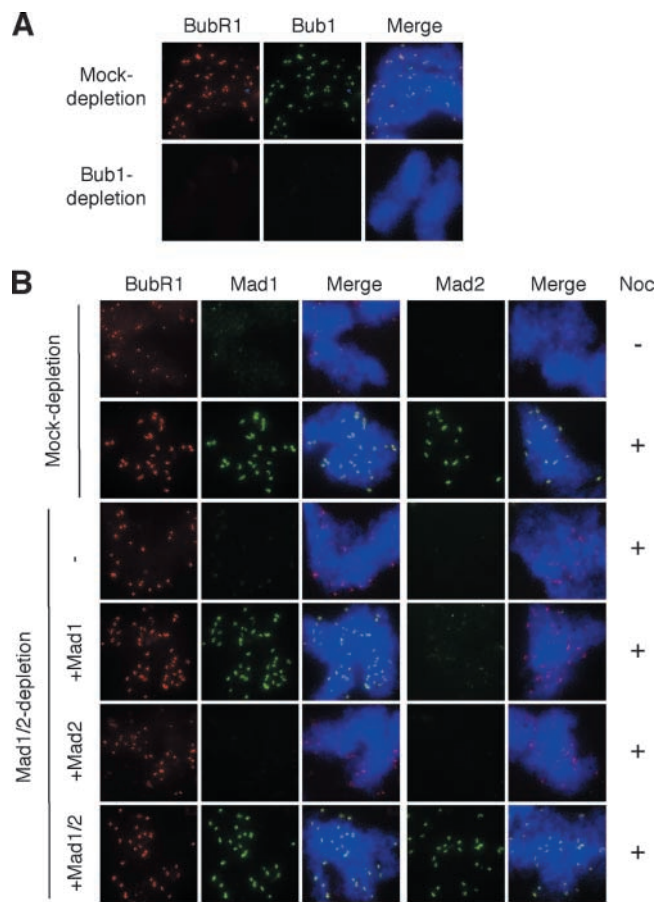 A
BubR1 Bub1 Merge
Mock-
depletion
Bub1-
depletion
B
BubR1 Mad1 Merge Mad2 Merge Noc
Mock-depletion
-
+
Mad1/2-depletion
- +
+Mad1 +
+Mad2 +
+Mad1/2 +